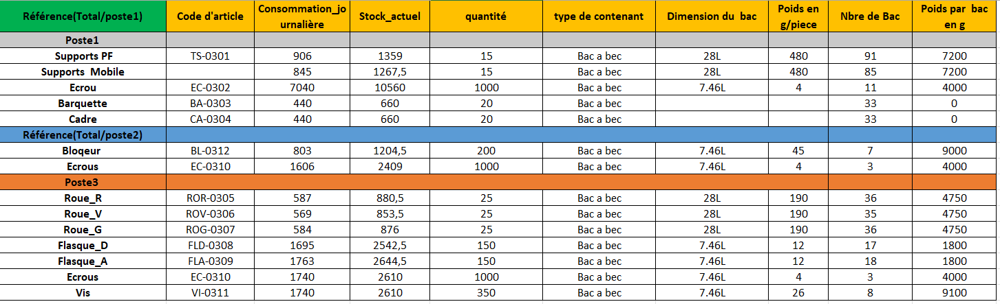 Référence(Total/poste1) Code d'article Consommation_jo urnalière Stock_actuel quantité type de contenant Dimension du bac Poids en g/piece Nbre de Bac Poids par bac en g
Poste1
Supports PF TS-0301 906 1359 15 Bac a bec 28L 480 91 7200
Supports Mobile 845 1267,5 15 Bac a bec 28L 480 85 7200
Ecrou EC-0302 7040 10560 1000 Bac a bec 7.46L 4 11 4000
Barquette BA-0303 440 660 20 Bac a bec 33 0
Cadre CA-0304 440 660 20 Bac a bec 33 0
Référence(Total/poste2)
Bloqeur BL-0312 803 1204,5 200 Bac a bec 7.46L 45 7 9000
Ecrous EC-0310 1606 2409 1000 Bac a bec 7.46L 4 3 4000
Poste3
Roue_R ROR-0305 587 880,5 25 Bac a bec 28L 190 36 4750
Roue_V ROV-0306 569 853,5 25 Bac a bec 28L 190 35 4750
Roue_G ROG-0307 584 876 25 Bac a bec 28L 190 36 4750
Flasque_D FLD-0308 1695 2542,5 150 Bac a bec 7.46L 12 17 1800
Flasque_A FLA-0309 1763 2644,5 150 Bac a bec 7.46L 12 18 1800
Ecrous EC-0310 1740 2610 1000 Bac a bec 7.46L 4 3 4000
Vis VI-0311 1740 2610 350 Bac a bec 7.46L 26 8 9100